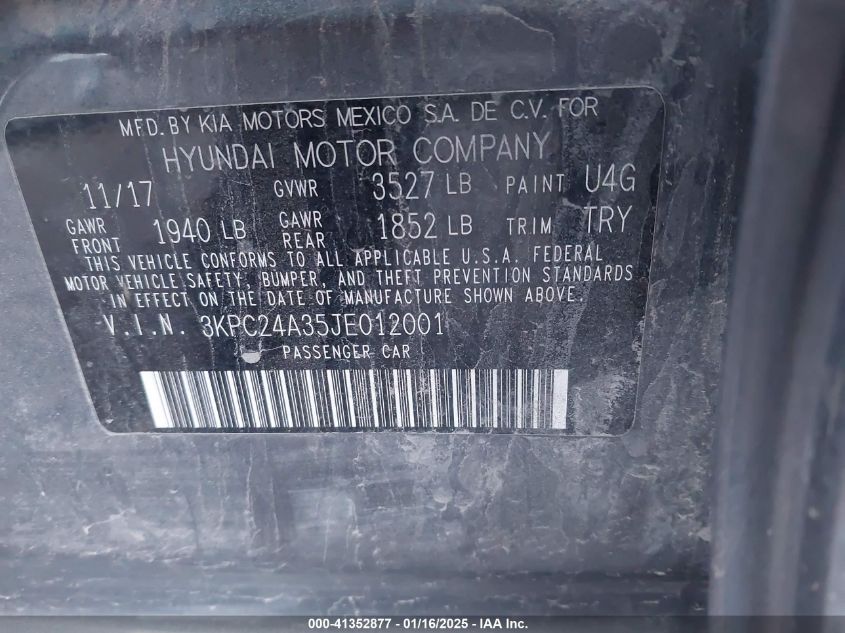 MFD. BY KIA MOTORS MEXICO S.A. DE C.V. FOR
HYUNDAI MOTOR COMPANY
11/17 GVWR 3527 LB PAINT U4G
GAWR FRONT 1940 LB GAWR REAR 1852 LB TRIM TRY
THIS VEHICLE CONFORMS TO ALL APPLICABLE U.S.A. FEDERAL
MOTOR VEHICLE SAFETY, BUMPER, AND THEFT PREVENTION STANDARDS
IN EFFECT ON THE DATE OF MANUFACTURE SHOWN ABOVE.
V.I.N. 3KPC24A35JE012001
PASSENGER CAR
000-41352877 - 01/16/2025 - IAA Inc.